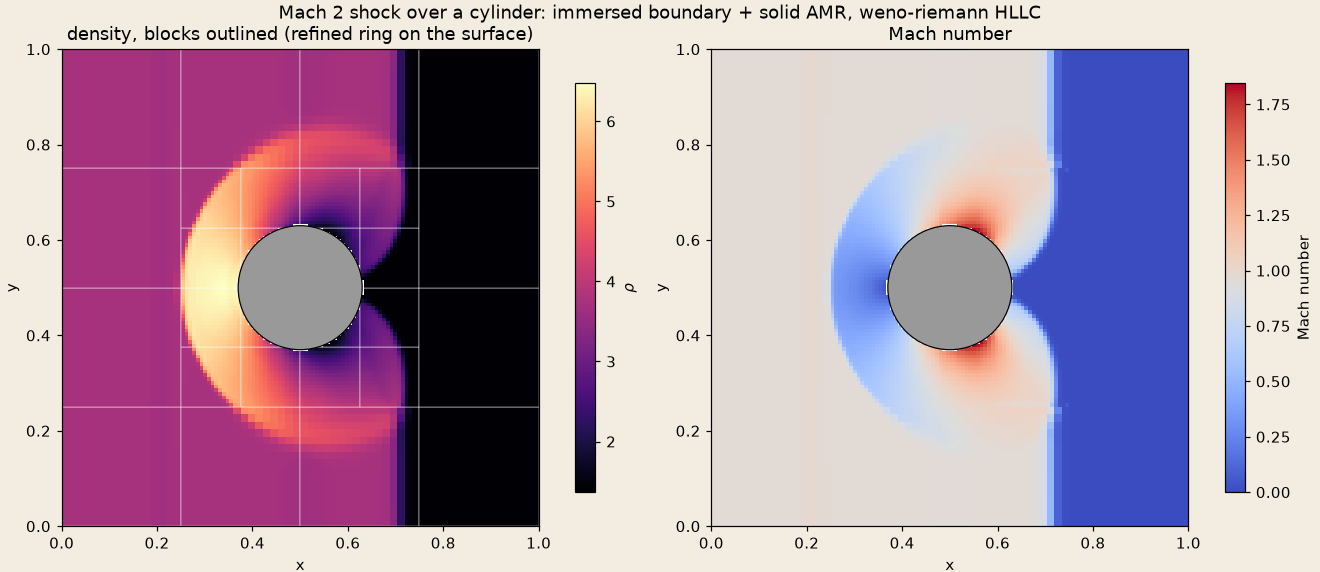 Mach 2 shock over a cylinder: immersed boundary + solid AMR, weno-riemann HLLC
density, blocks outlined (refined ring on the surface)
1.0
0.8
0.6
0.4
0.2
0.0
0.0 0.2 0.4 0.6 0.8 1.0
x
y
6
5
4
3
2
ρ
Mach number
1.0
0.8
0.6
0.4
0.2
0.0
0.0 0.2 0.4 0.6 0.8 1.0
x
y
1.75
1.50
1.25
1.00
0.75
0.50
0.25
0.00
Mach number